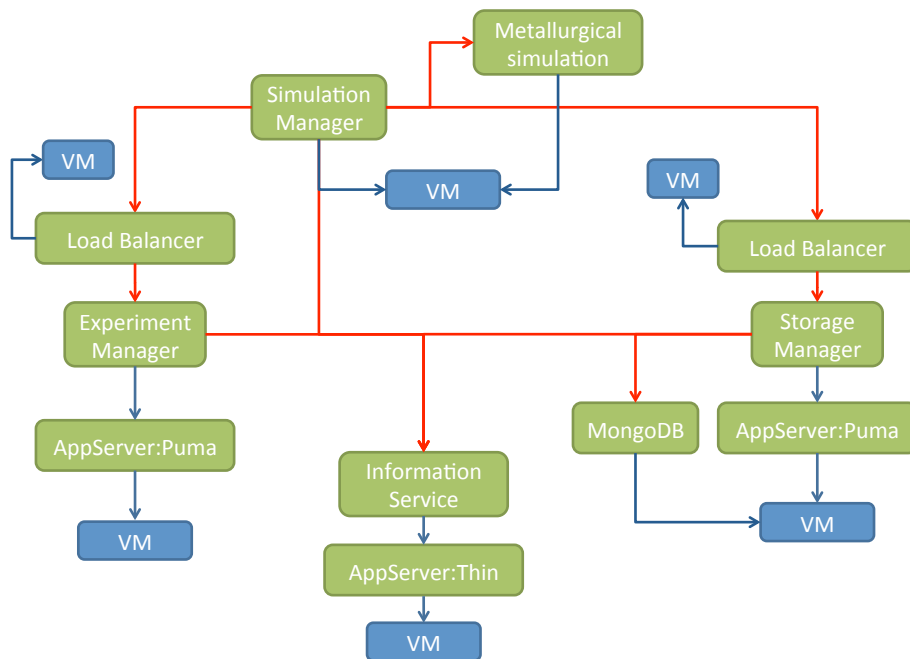 Metallurgical
simulation
Simulation
Manager
VM
VM
VM
Load Balancer
Load Balancer
Experiment
Manager
Storage
Manager
AppServer:Puma
MongoDB
AppServer:Puma
Information
Service
VM
VM
AppServer:Thin
VM